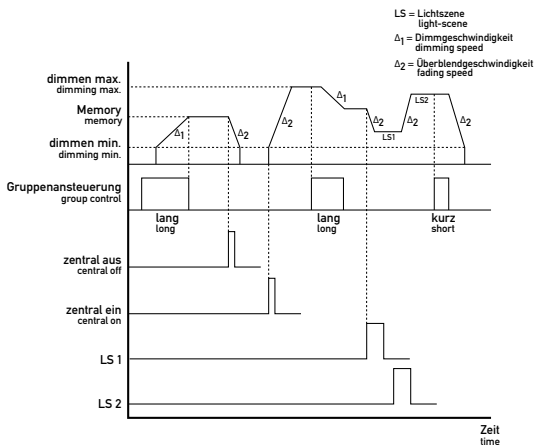 LS = Lichtszene
light-scene
Δ1 = Dimmgeschwindigkeit
dimming speed
Δ2 = Überblendgeschwindigkeit
fading speed
dimmen max.
dimming max.
Memory
memory
dimmen min.
dimming min.
Δ1
Δ2
Δ2
Δ1
Δ2
LS1
Δ2
LS2
Δ2
Gruppenansteuerung
group control
lang
long
lang
long
kurz
short
zentral aus
central off
zentral ein
central on
LS 1
LS 2
Zeit
time